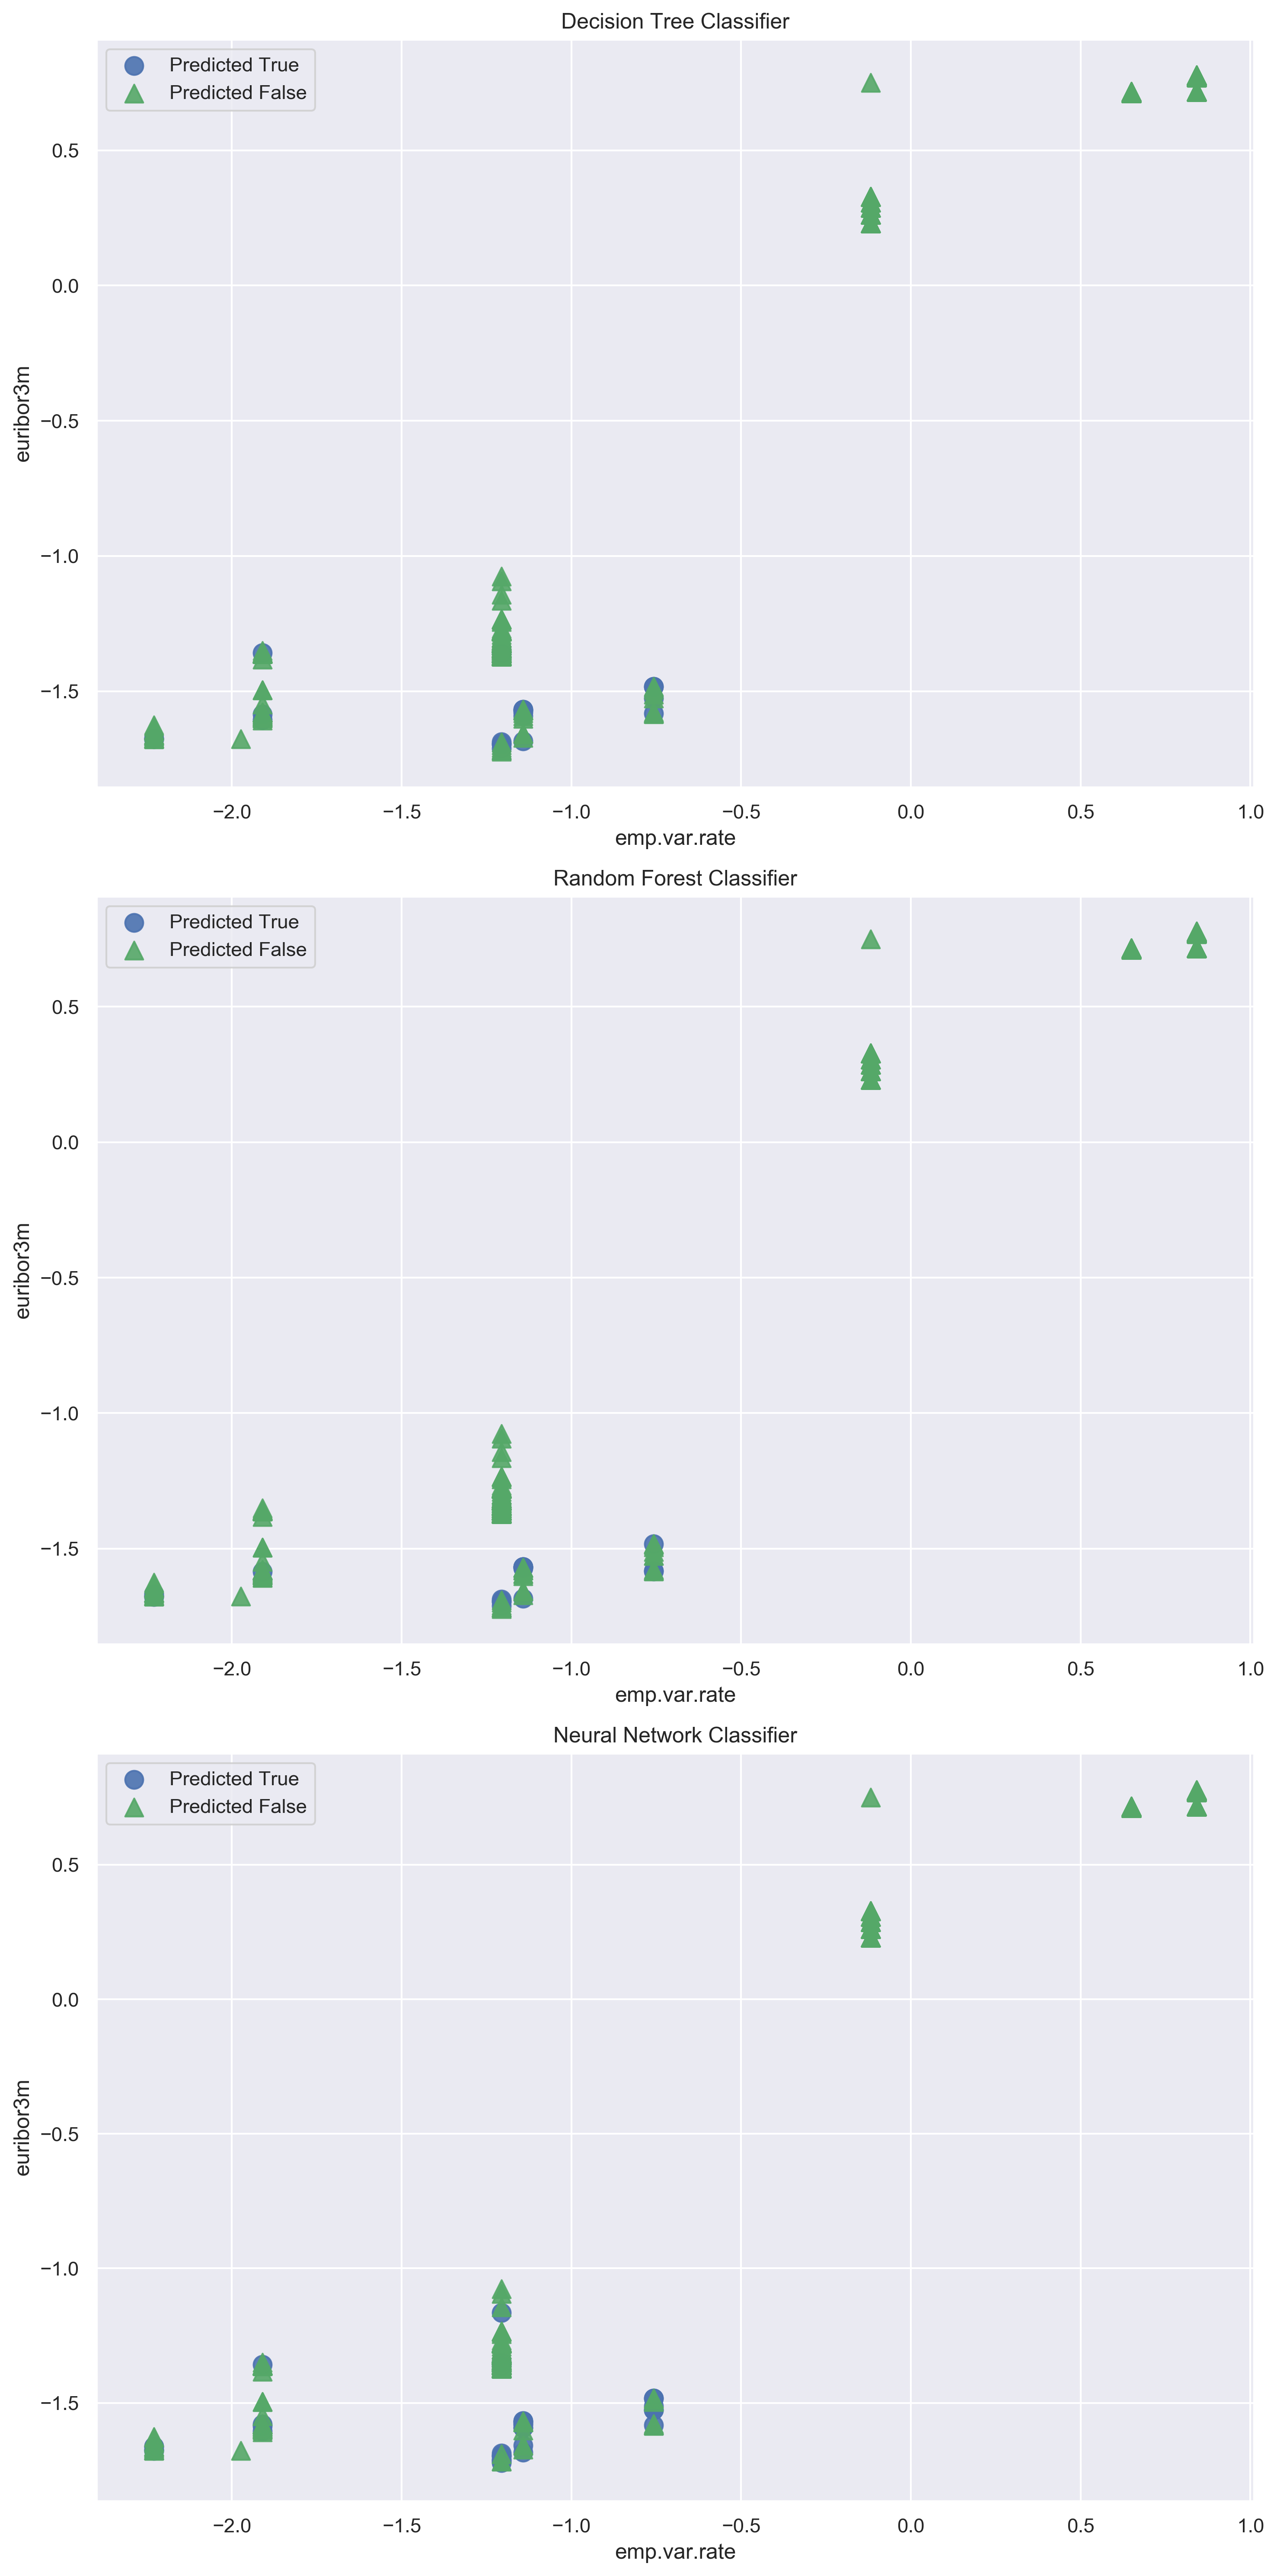 Decision Tree Classifier
Predicted True
Predicted False
0.5
0.0
−0.5
−1.0
−1.5
euribor3m
−2.0 −1.5 −1.0 −0.5 0.0 0.5 1.0
emp.var.rate
Random Forest Classifier
Predicted True
Predicted False
0.5
0.0
−0.5
−1.0
−1.5
euribor3m
−2.0 −1.5 −1.0 −0.5 0.0 0.5 1.0
emp.var.rate
Neural Network Classifier
Predicted True
Predicted False
0.5
0.0
−0.5
−1.0
−1.5
euribor3m
−2.0 −1.5 −1.0 −0.5 0.0 0.5 1.0
emp.var.rate